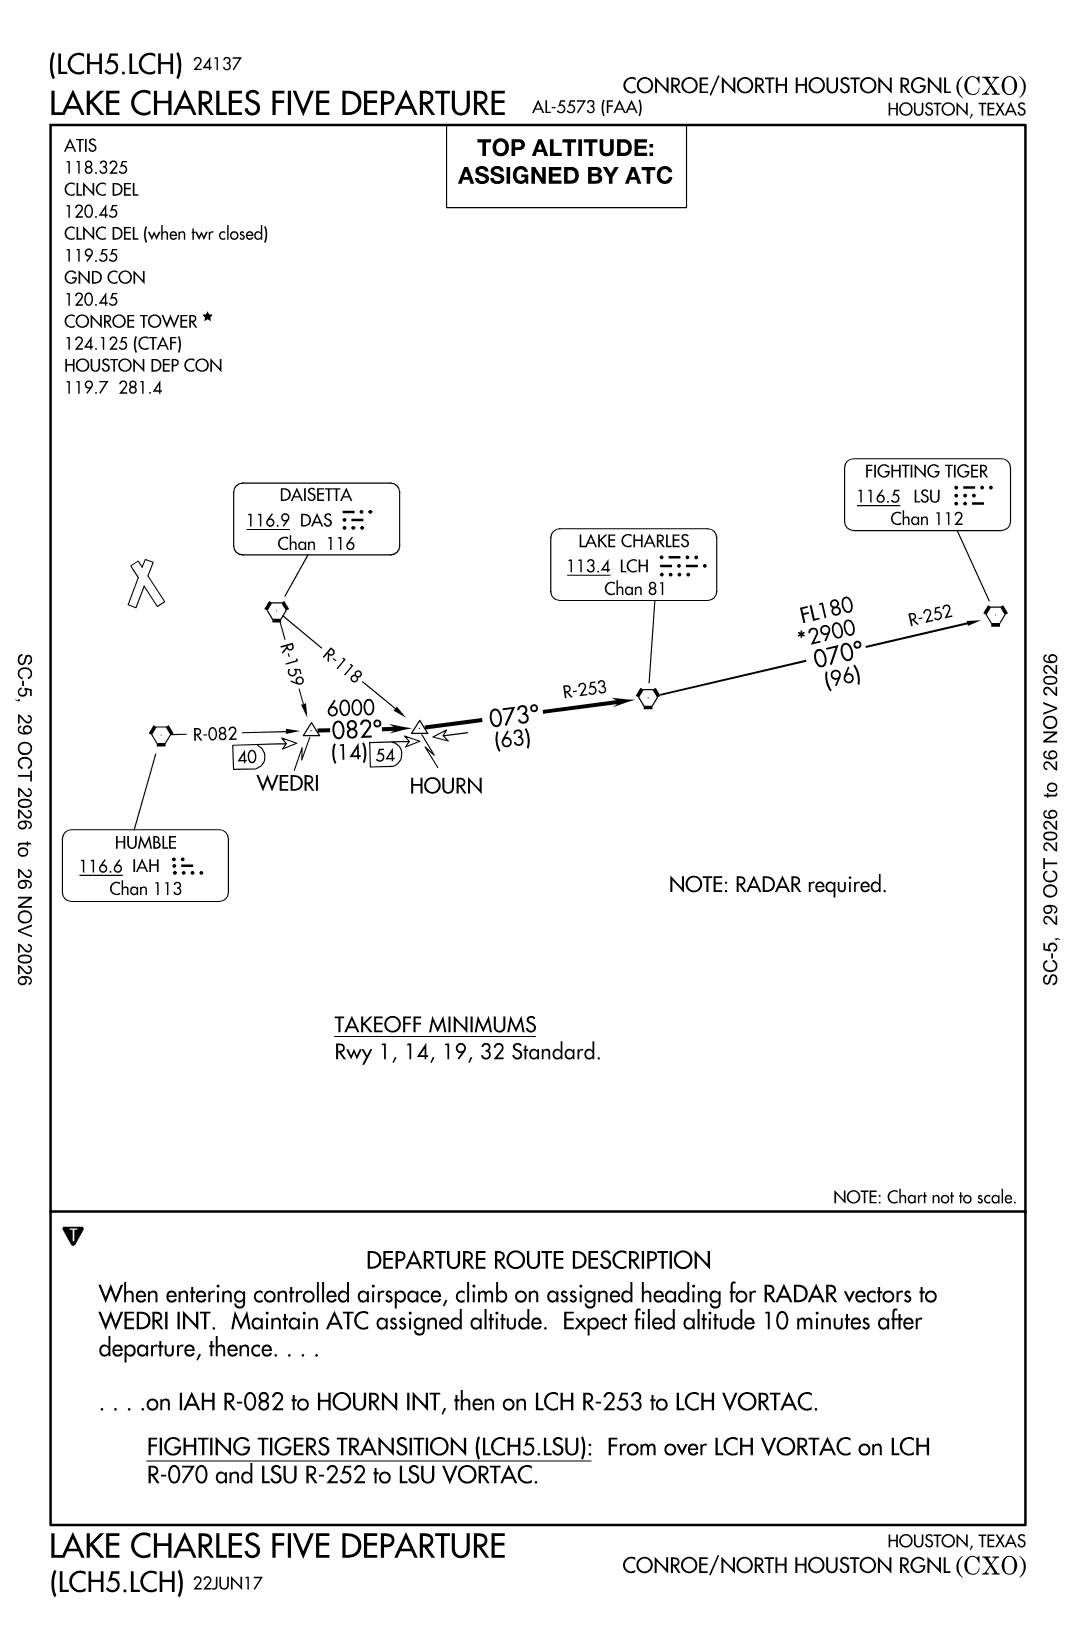 (LCH5.LCH) 24137
LAKE CHARLES FIVE DEPARTURE
AL-5573 (FAA)
CONROE/NORTH HOUSTON RGNL (CXO)
HOUSTON, TEXAS
TOP ALTITUDE:
ASSIGNED BY ATC
ATIS
118.325
CLNC DEL
120.45
CLNC DEL (when twr closed)
119.55
GND CON
120.45
CONROE TOWER ★
124.125 (CTAF)
HOUSTON DEP CON
119.7 281.4
FIGHTING TIGER
116.5 LSU
Chan 112
DAISETTA
116.9 DAS
Chan 116
LAKE CHARLES
113.4 LCH
Chan 81
FL180
*2900
070°
(96)
R-252
R-159
R-118
R-253
6000
082°
(14)
073°
(63)
R-082
40
54
WEDRI
HOURN
HUMBLE
116.6 IAH
Chan 113
NOTE: RADAR required.
TAKEOFF MINIMUMS
Rwy 1, 14, 19, 32 Standard.
NOTE: Chart not to scale.
SC-5, 29 OCT 2026 to 26 NOV 2026
SC-5, 29 OCT 2026 to 26 NOV 2026
T
DEPARTURE ROUTE DESCRIPTION
When entering controlled airspace, climb on assigned heading for RADAR vectors to
WEDRI INT. Maintain ATC assigned altitude. Expect filed altitude 10 minutes after
departure, thence. . . .
. . . .on IAH R-082 to HOURN INT, then on LCH R-253 to LCH VORTAC.
FIGHTING TIGERS TRANSITION (LCH5.LSU): From over LCH VORTAC on LCH
R-070 and LSU R-252 to LSU VORTAC.
LAKE CHARLES FIVE DEPARTURE
(LCH5.LCH) 22JUN17
HOUSTON, TEXAS
CONROE/NORTH HOUSTON RGNL (CXO)